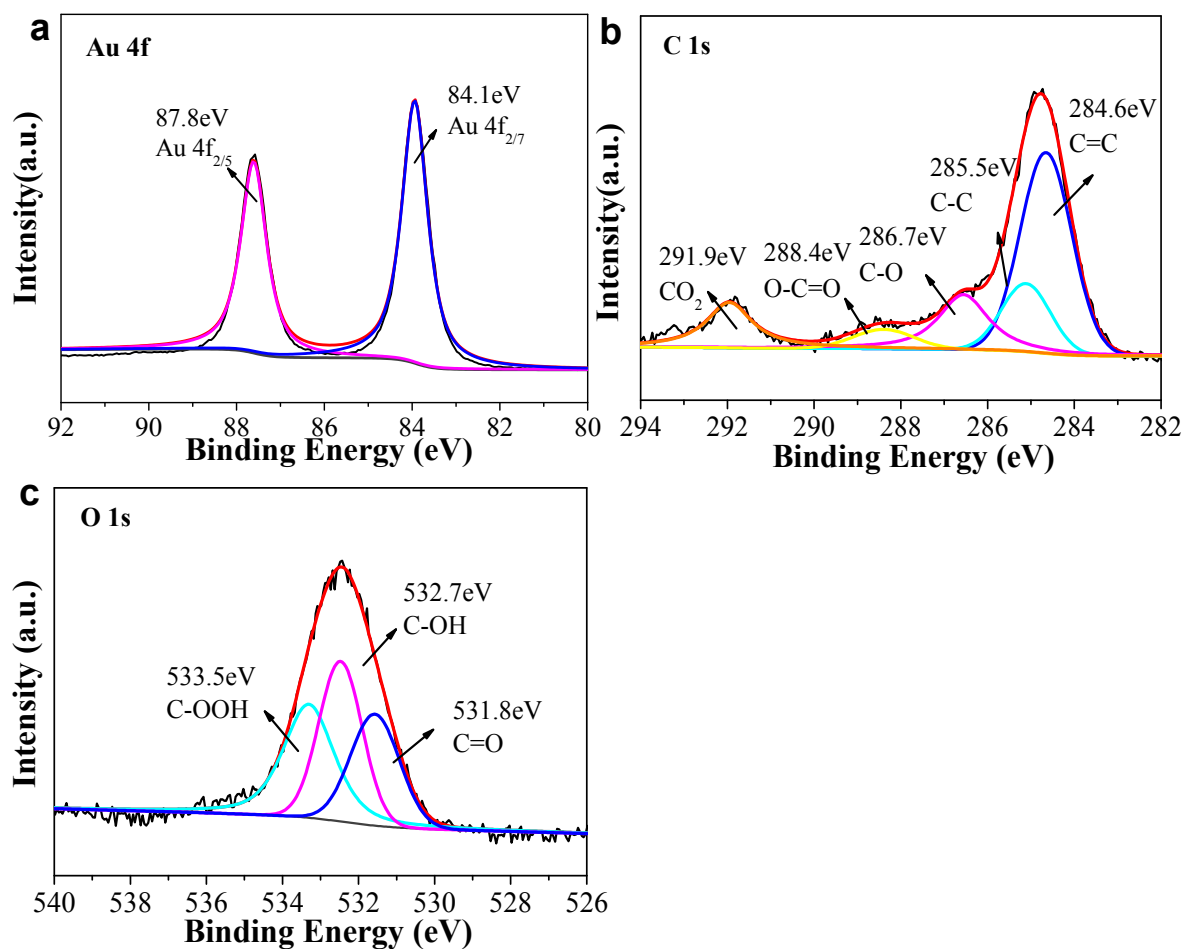 a
Au 4f
87.8eV
Au 4f2/5
84.1eV
Au 4f2/7
Intensity(a.u.)
92 90 88 86 84 82 80
Binding Energy (eV)
b
C 1s
284.6eV
C=C
285.5eV
C-C
286.7eV
C-O
288.4eV
O-C=O
291.9eV
CO2
Intensity(a.u.)
294 292 290 288 286 284 282
Binding Energy (eV)
c
O 1s
532.7eV
C-OH
533.5eV
C-OOH
531.8eV
C=O
Intensity (a.u.)
540 538 536 534 532 530 528 526
Binding Energy (eV)